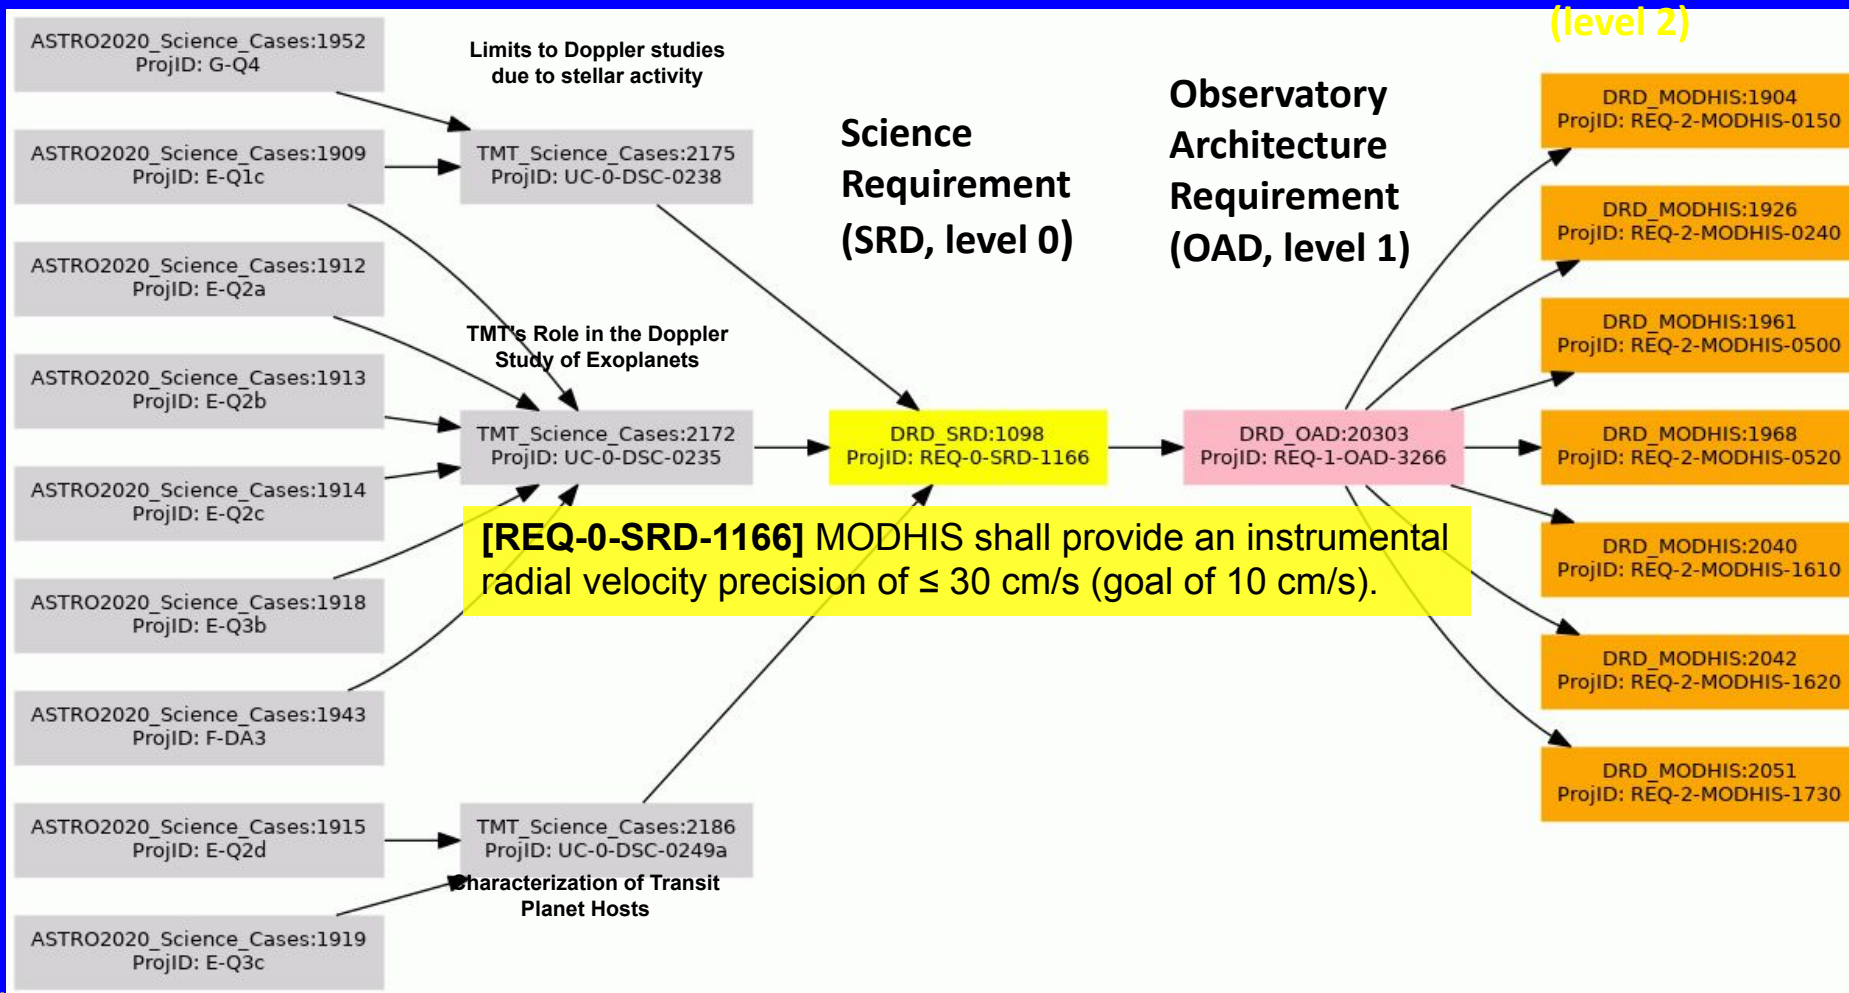 (level 2)
ASTRO2020_Science_Cases:1952
ProjID: G-Q4
ASTRO2020_Science_Cases:1909
ProjID: E-Q1c
ASTRO2020_Science_Cases:1912
ProjID: E-Q2a
ASTRO2020_Science_Cases:1913
ProjID: E-Q2b
ASTRO2020_Science_Cases:1914
ProjID: E-Q2c
ASTRO2020_Science_Cases:1918
ProjID: E-Q3b
ASTRO2020_Science_Cases:1943
ProjID: F-DA3
ASTRO2020_Science_Cases:1915
ProjID: E-Q2d
ASTRO2020_Science_Cases:1919
ProjID: E-Q3c
Limits to Doppler studies
due to stellar activity
TMT_Science_Cases:2175
ProjID: UC-0-DSC-0238
TMT's Role in the Doppler
Study of Exoplanets
TMT_Science_Cases:2172
ProjID: UC-0-DSC-0235
TMT_Science_Cases:2186
ProjID: UC-0-DSC-0249a
Characterization of Transit
Planet Hosts
Science
Requirement
(SRD, level 0)
DRD_SRD:1098
ProjID: REQ-0-SRD-1166
[REQ-0-SRD-1166] MODHIS shall provide an instrumental
radial velocity precision of ≤ 30 cm/s (goal of 10 cm/s).
Observatory
Architecture
Requirement
(OAD, level 1)
DRD_OAD:20303
ProjID: REQ-1-OAD-3266
DRD_MODHIS:1904
ProjID: REQ-2-MODHIS-0150
DRD_MODHIS:1926
ProjID: REQ-2-MODHIS-0240
DRD_MODHIS:1961
ProjID: REQ-2-MODHIS-0500
DRD_MODHIS:1968
ProjID: REQ-2-MODHIS-0520
DRD_MODHIS:2040
ProjID: REQ-2-MODHIS-1610
DRD_MODHIS:2042
ProjID: REQ-2-MODHIS-1620
DRD_MODHIS:2051
ProjID: REQ-2-MODHIS-1730